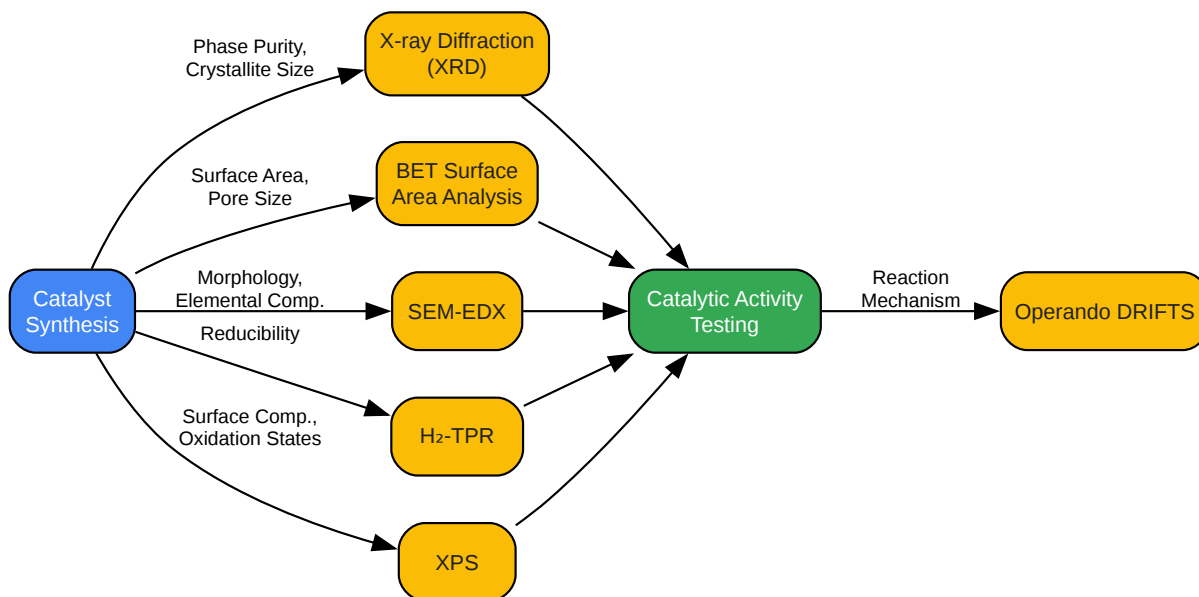 Phase Purity,
Crystallite Size
X-ray Diffraction
(XRD)
Surface Area,
Pore Size
BET Surface
Area Analysis
Catalyst
Synthesis
Morphology,
Elemental Comp.
SEM-EDX
Catalytic Activity
Testing
Reaction
Mechanism
Operando DRIFTS
Reducibility
H₂-TPR
Surface Comp.,
Oxidation States
XPS